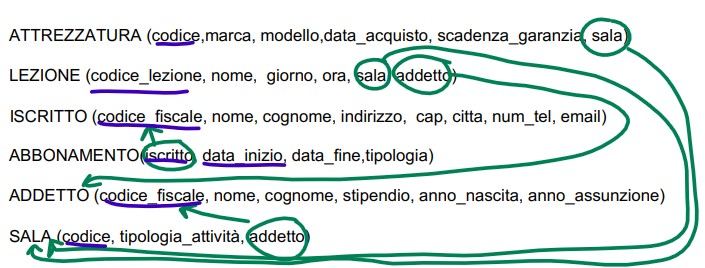 ATTREZZATURA (codice,marca, modello,data_acquisto, scadenza_garanzia, sala)
LEZIONE (codice_lezione, nome, giorno, ora, sala, addetto)
ISCRITTO (codice_fiscale, nome, cognome, indirizzo, cap, citta, num_tel, email)
ABBONAMENTO(iscritto, data_inizio, data_fine,tipologia)
ADDETTO (codice_fiscale, nome, cognome, stipendio, anno_nascita, anno_assunzione)
SALA (codice, tipologia_attività, addetto)